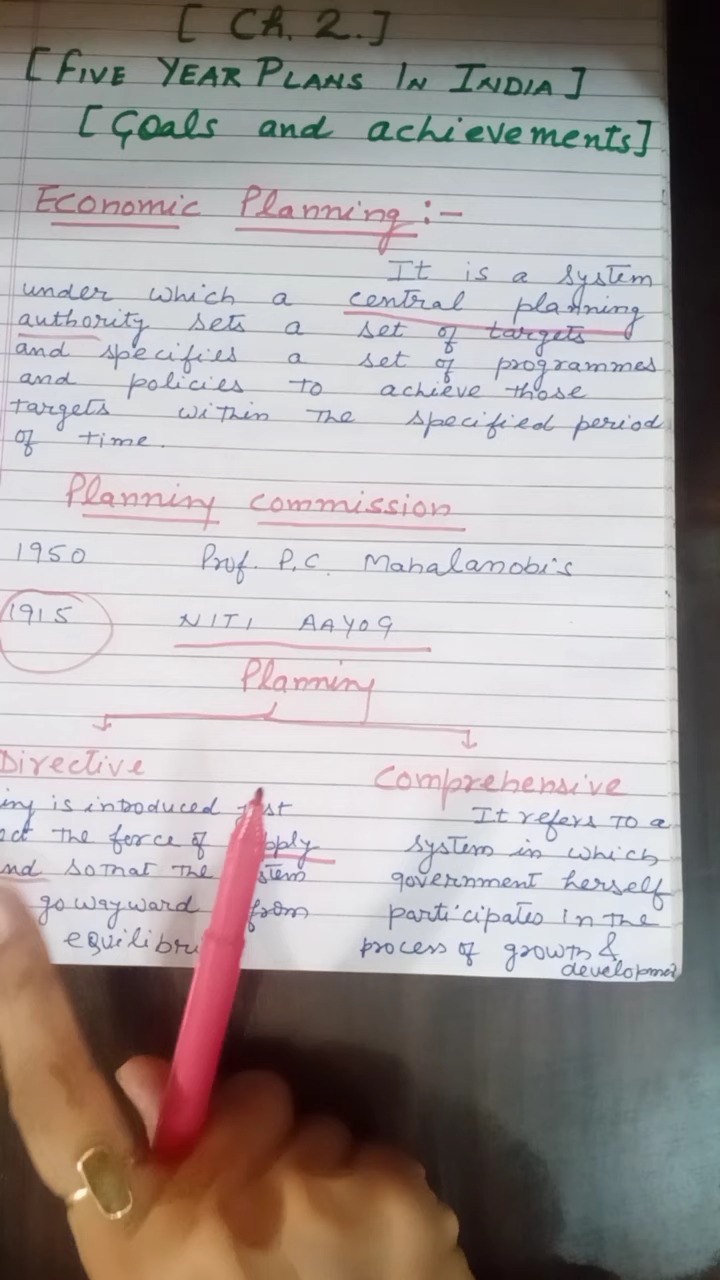 [ Ch. 2.]
[FIVE YEAR PLANS IN INDIA]
[Goals and achievements]
Economic Planning :-
It is a system
under which a central planning
authority sets a set of targets
and specifies a set of programmes
and policies to achieve those
targets within the specified period
of time.
Planning commission
1950 Prof. P.C. Mahalanobis
1915 NITI AAYOG
Planning
Directive
is introduced
the force of
so that the
go wayward from
Comprehensive
It refers to a
system in which
government herself
participates in the
process of growth &